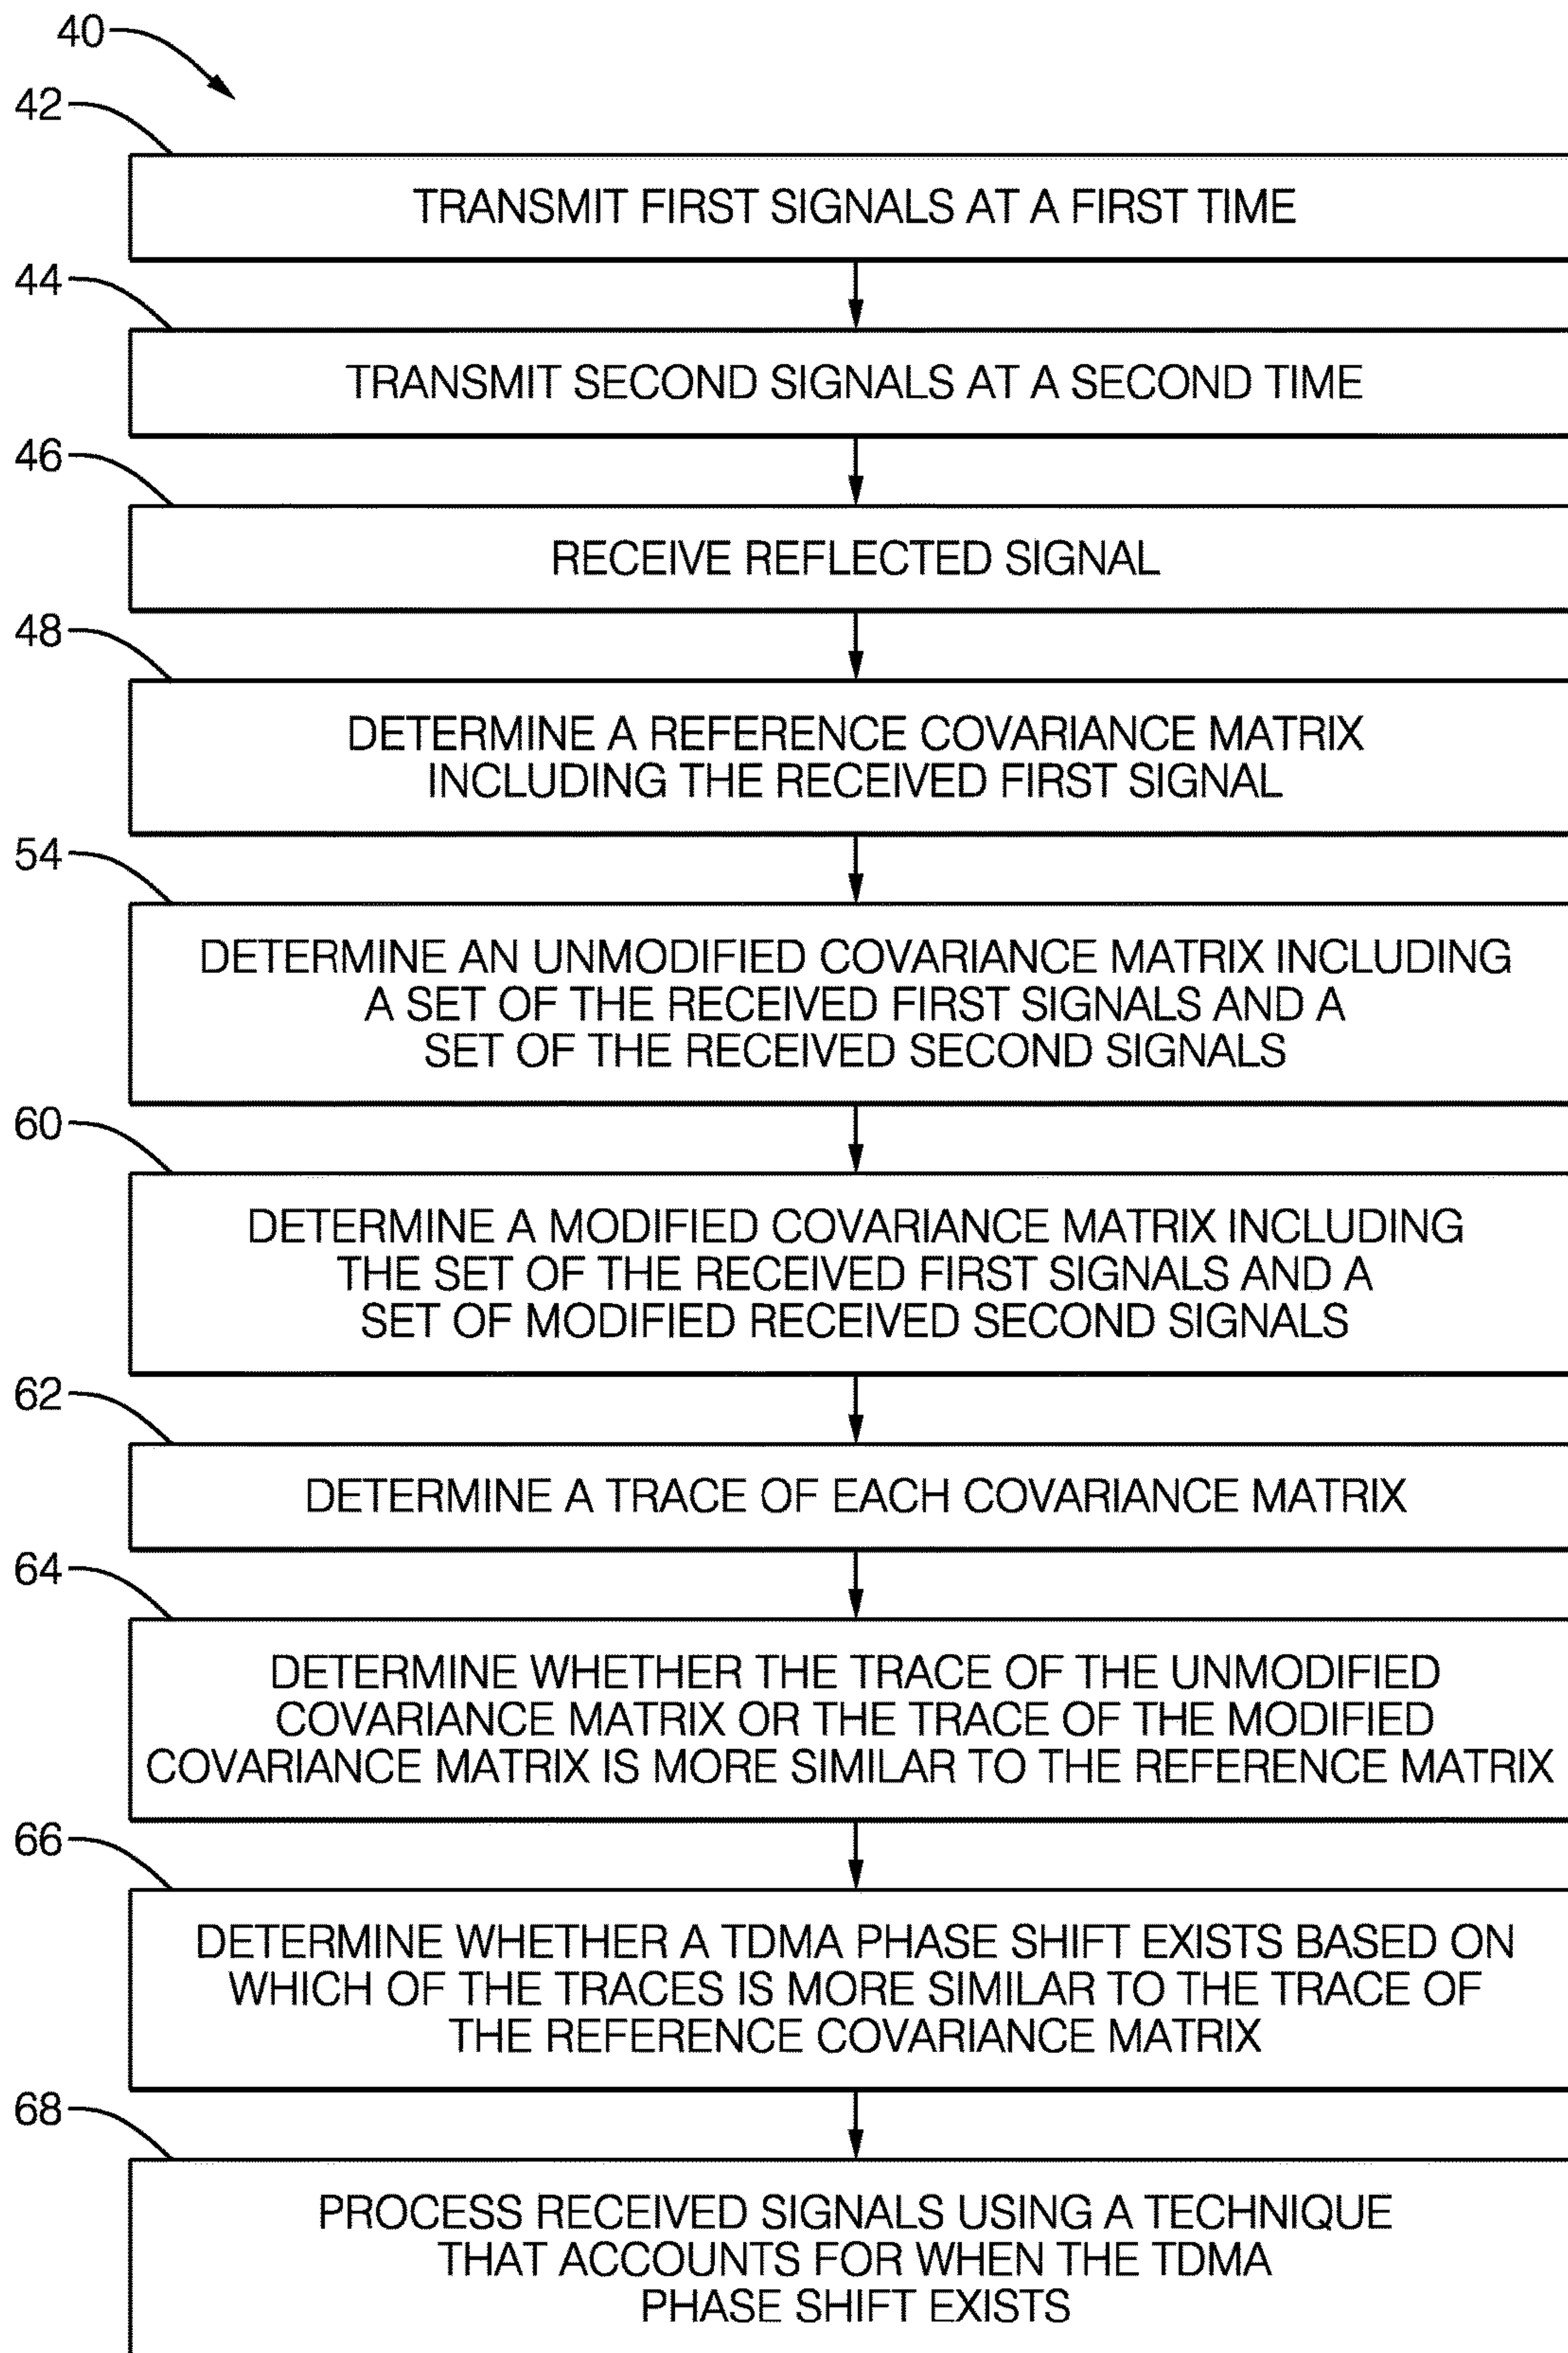 40
42
TRANSMIT FIRST SIGNALS AT A FIRST TIME
44
TRANSMIT SECOND SIGNALS AT A SECOND TIME
46
RECEIVE REFLECTED SIGNAL
48
DETERMINE A REFERENCE COVARIANCE MATRIX
INCLUDING THE RECEIVED FIRST SIGNAL
54
DETERMINE AN UNMODIFIED COVARIANCE MATRIX INCLUDING
A SET OF THE RECEIVED FIRST SIGNALS AND A
SET OF THE RECEIVED SECOND SIGNALS
60
DETERMINE A MODIFIED COVARIANCE MATRIX INCLUDING
THE SET OF THE RECEIVED FIRST SIGNALS AND A
SET OF MODIFIED RECEIVED SECOND SIGNALS
62
DETERMINE A TRACE OF EACH COVARIANCE MATRIX
64
DETERMINE WHETHER THE TRACE OF THE UNMODIFIED
COVARIANCE MATRIX OR THE TRACE OF THE MODIFIED
COVARIANCE MATRIX IS MORE SIMILAR TO THE REFERENCE MATRIX
66
DETERMINE WHETHER A TDMA PHASE SHIFT EXISTS BASED ON
WHICH OF THE TRACES IS MORE SIMILAR TO THE TRACE OF
THE REFERENCE COVARIANCE MATRIX
68
PROCESS RECEIVED SIGNALS USING A TECHNIQUE
THAT ACCOUNTS FOR WHEN THE TDMA
PHASE SHIFT EXISTS